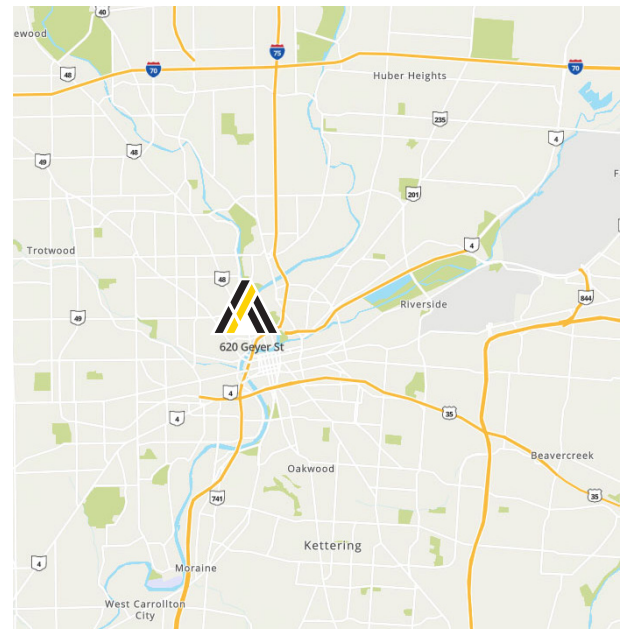 40
ewood
75
70
70
48
Huber Heights
235
4
48
49
201
4
Trotwood
48
844
Riverside
49
620 Geyer St
4
35
4
Beavercreek
Oakwood
35
741
Kettering
4
Moraine
West Carrollton
City
F